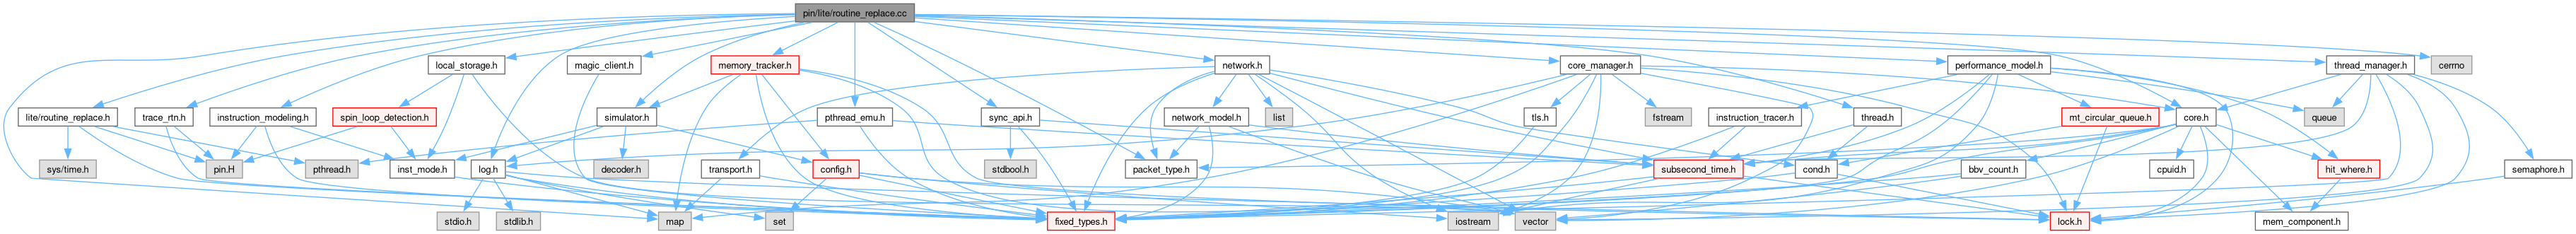 pin/lite/routine_replace.cc
local_storage.h
magic_client.h
memory_tracker.h
network.h
core_manager.h
performance_model.h
thread_manager.h
cerrno
lite/routine_replace.h
trace_rtn.h
instruction_modeling.h
spin_loop_detection.h
simulator.h
pthread_emu.h
sync_api.h
network_model.h
list
tls.h
fstream
thread.h
instruction_tracer.h
mt_circular_queue.h
core.h
queue
sys/time.h
pin.H
pthread.h
inst_mode.h
log.h
decoder.h
transport.h
config.h
stdbool.h
packet_type.h
subsecond_time.h
cond.h
bbv_count.h
cpuid.h
hit_where.h
semaphore.h
stdio.h
stdlib.h
map
set
fixed_types.h
iostream
vector
lock.h
mem_component.h